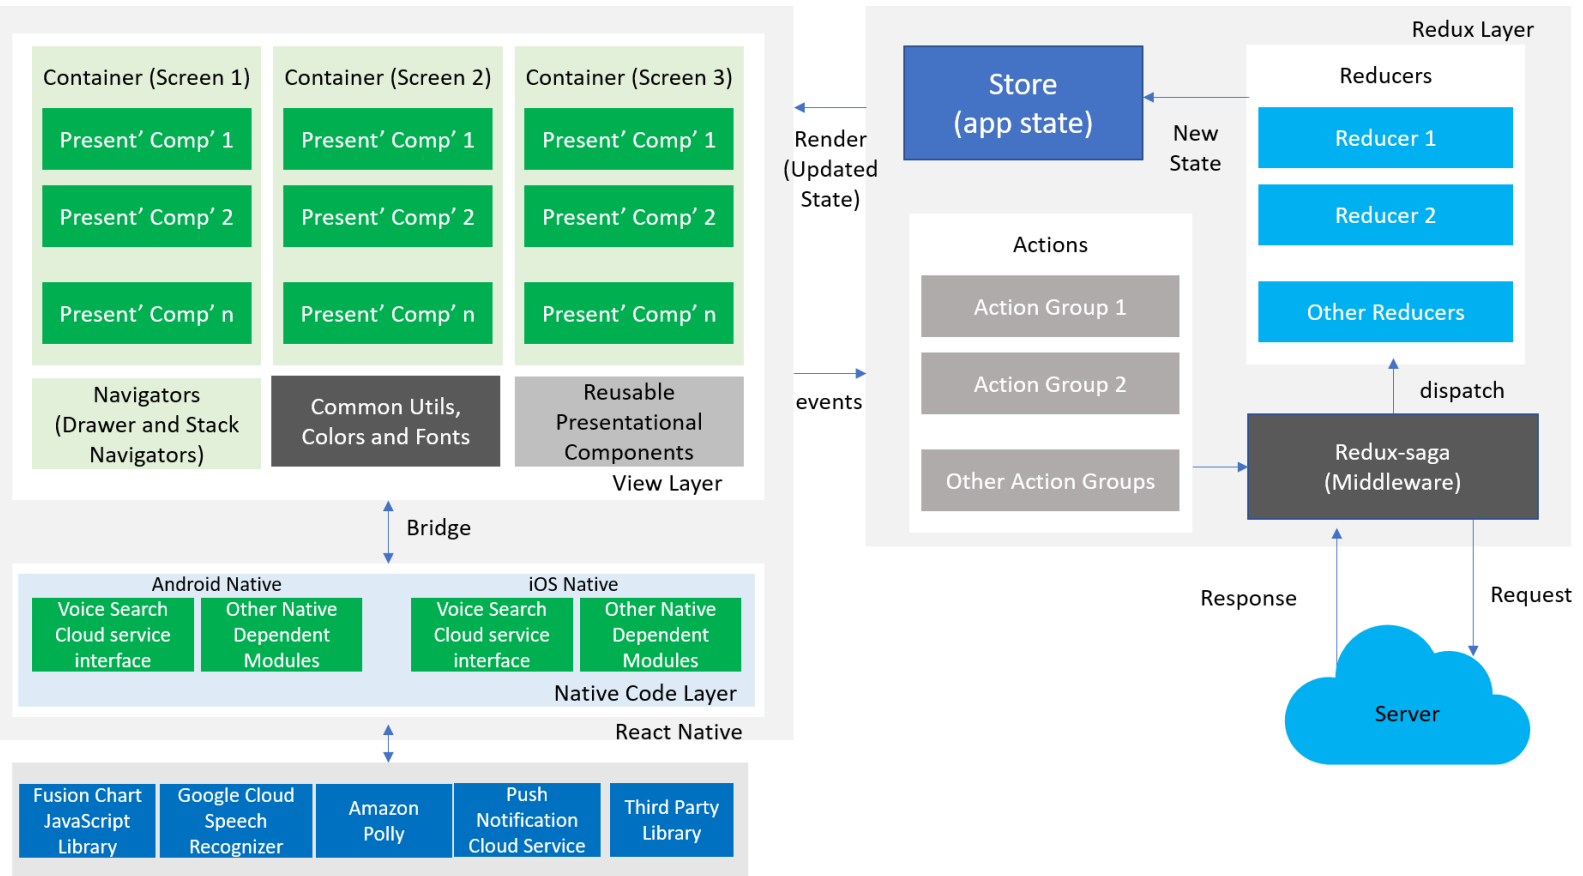 Container (Screen 1)
Present’ Comp’ 1
Present’ Comp’ 2
Present’ Comp’ n
Container (Screen 2)
Present’ Comp’ 1
Present’ Comp’ 2
Present’ Comp’ n
Container (Screen 3)
Present’ Comp’ 1
Present’ Comp’ 2
Present’ Comp’ n
Navigators
(Drawer and Stack
Navigators)
Common Utils,
Colors and Fonts
Reusable
Presentational
Components
View Layer
Bridge
Android Native
Voice Search
Cloud service
interface
Other Native
Dependent
Modules
iOS Native
Voice Search
Cloud service
interface
Other Native
Dependent
Modules
Native Code Layer
React Native
Fusion Chart
JavaScript
Library
Google Cloud
Speech
Recognizer
Amazon
Polly
Push
Notification
Cloud Service
Third Party
Library
Render
(Updated
State)
events
Redux Layer
Store
(app state)
New
State
Reducers
Reducer 1
Reducer 2
Other Reducers
Actions
Action Group 1
Action Group 2
Other Action Groups
dispatch
Redux-saga
(Middleware)
Response
Request
Server